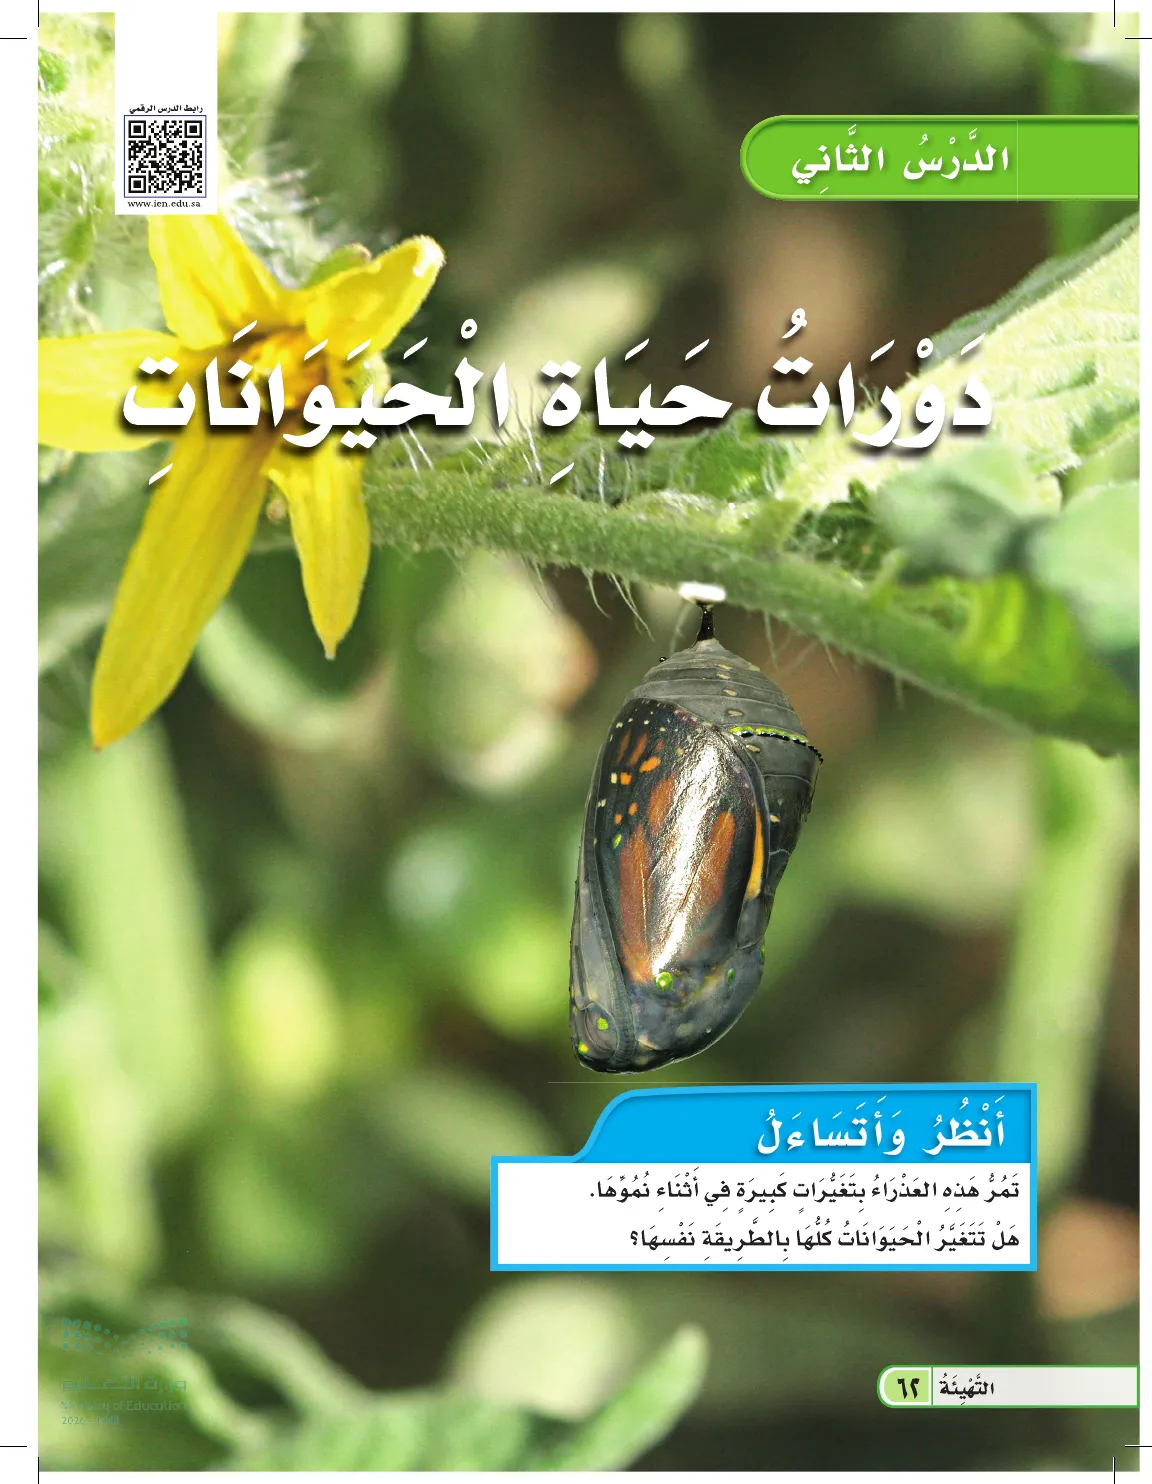 رابط الدرس الرقمي
www.ien.edu.sa
الدَّرْسُ الثَّانِي
دَوْرَاتُ حَيَاةِ الْحَيَوَانَاتِ
أَنْظُرُ وَأَتَسَاءَلُ
تَمُرُّ هَذِهِ العَذْرَاءُ بِتَغَيُّرَاتٍ كَبِيرَةٍ فِي أَثْنَاءِ نُمُوِّهَا.
هَلْ تَتَغَيَّرُ الْحَيَوَانَاتُ كُلُّهَا بِالطَّرِيقَةِ نَفْسِهَا؟
وزارة التعليم
Ministry of Education
التَّهْيِئَةُ ٦٢